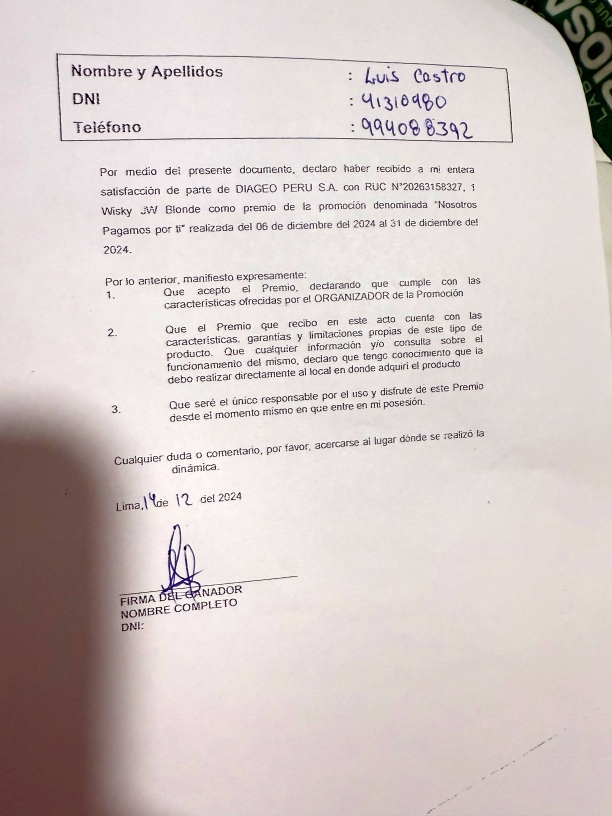 Nombre y Apellidos : Luis Castro
DNI : 41310980
Teléfono : 994088392
Por medio del presente documento, declaro haber recibido a mi entera
satisfacción de parte de DIAGEO PERU S.A. con RUC N°20263158327, 1
Wisky JW Blonde como premio de la promoción denominada "Nosotros
Pagamos por ti" realizada del 06 de diciembre del 2024 al 31 de diciembre del
2024.
Por lo anterior, manifiesto expresamente:
1. Que acepto el Premio, declarando que cumple con las
características ofrecidas por el ORGANIZADOR de la Promoción
2. Que el Premio que recibo en este acto cuenta con las
características, garantías y limitaciones propias de este tipo de
producto. Que cualquier información y/o consulta sobre el
funcionamiento del mismo, declaro que tengo conocimiento que la
debo realizar directamente al local en donde adquirí el producto
3. Que seré el único responsable por el uso y disfrute de este Premio
desde el momento mismo en que entre en mi posesión.
Cualquier duda o comentario, por favor, acercarse al lugar dónde se realizó la
dinámica.
Lima, 14 de 12 del 2024
FIRMA DEL GANADOR
NOMBRE COMPLETO
DNI: